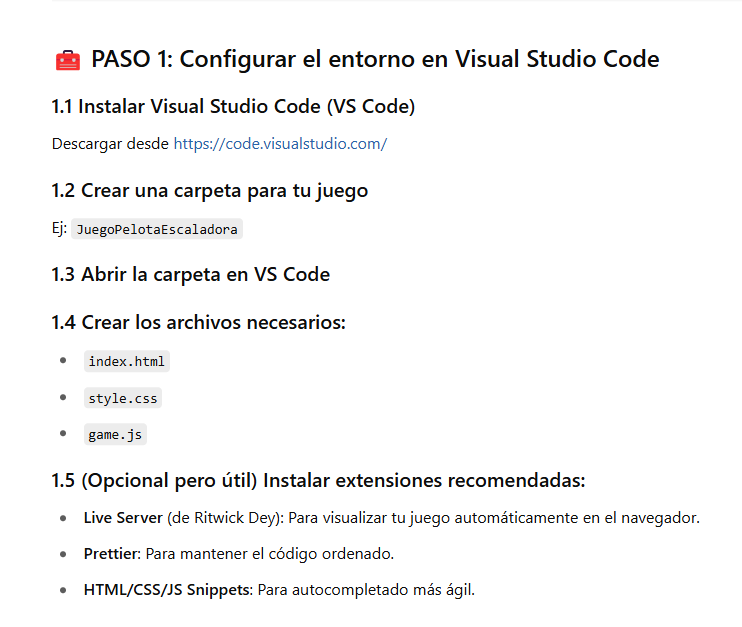 🧰 PASO 1: Configurar el entorno en Visual Studio Code
1.1 Instalar Visual Studio Code (VS Code)
Descargar desde https://code.visualstudio.com/
1.2 Crear una carpeta para tu juego
Ej: JuegoPelotaEscaladora
1.3 Abrir la carpeta en VS Code
1.4 Crear los archivos necesarios:
• index.html
• style.css
• game.js
1.5 (Opcional pero útil) Instalar extensiones recomendadas:
• Live Server (de Ritwick Dey): Para visualizar tu juego automáticamente en el navegador.
• Prettier: Para mantener el código ordenado.
• HTML/CSS/JS Snippets: Para autocompletado más ágil.